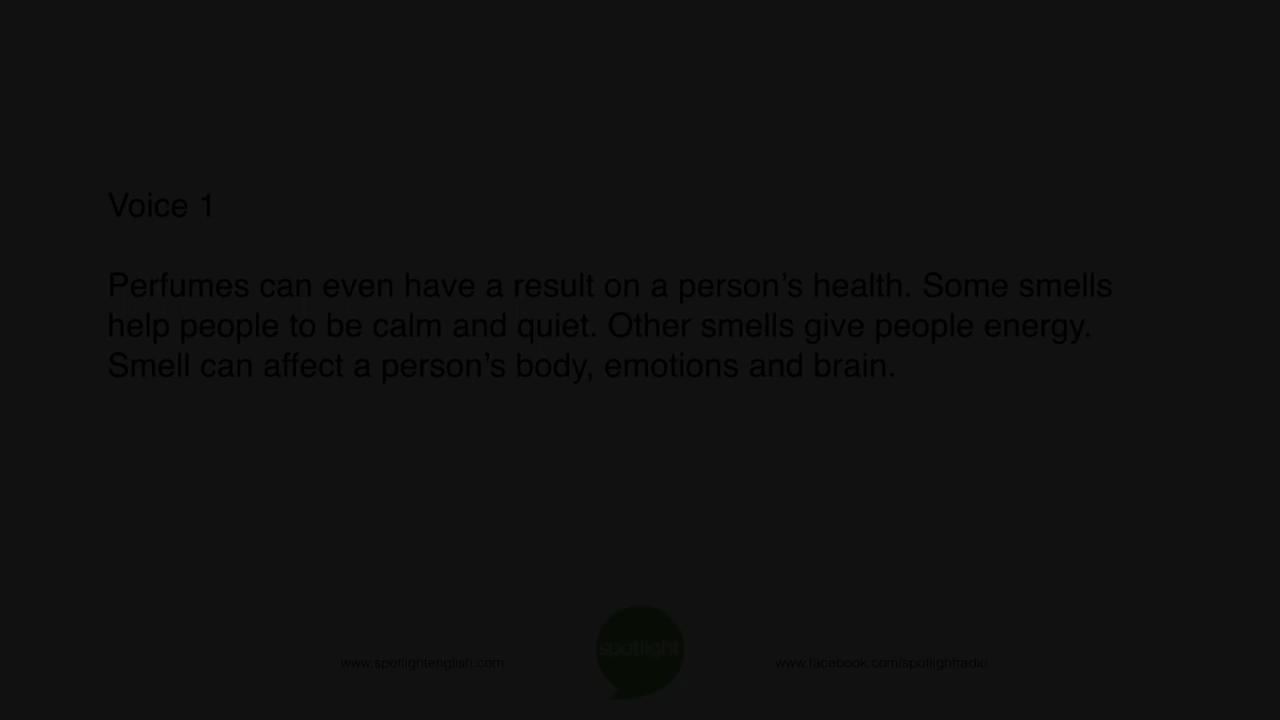 Voice 1
Perfumes can even have a result on a person’s health. Some smells
help people to be calm and quiet. Other smells give people energy.
Smell can affect a person’s body, emotions and brain.
spotlight
www.spotlightenglish.com
www.facebook.com/spotlightradio